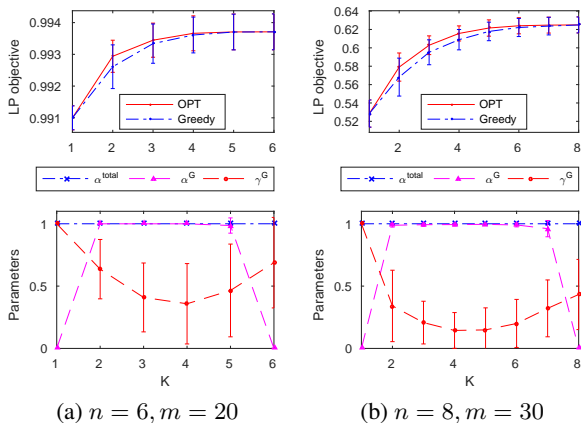 0.994
0.993
0.992
0.991
LP objective
OPT
Greedy
1 2 3 4 5 6
0.64
0.62
0.6
0.58
0.56
0.54
0.52
LP objective
OPT
Greedy
2 4 6 8
α^total α^G γ^G
α^total α^G γ^G
1
0.5
0
Parameters
1 2 3 4 5 6
K
1
0.5
0
Parameters
2 4 6 8
K
(a) n = 6, m = 20
(b) n = 8, m = 30